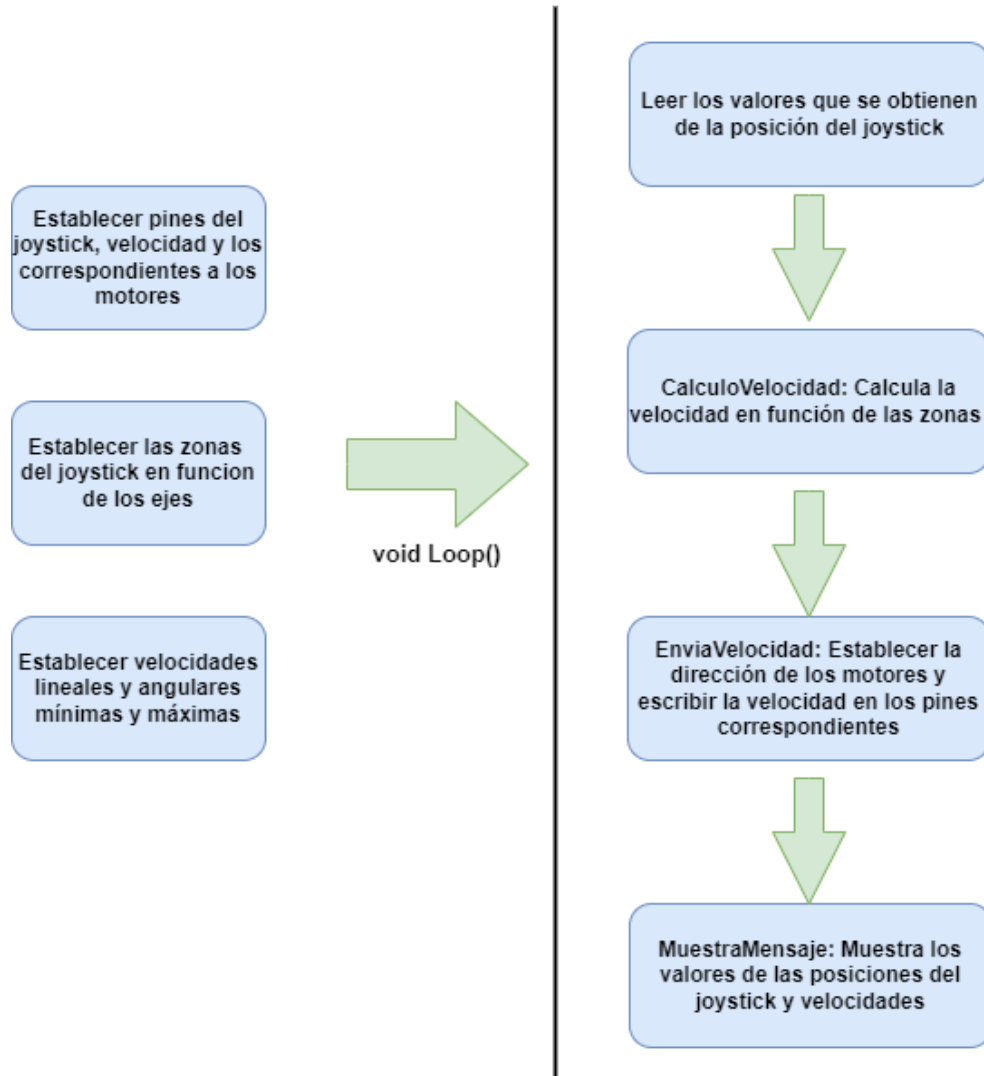 Establecer pines del
joystick, velocidad y los
correspondientes a los
motores
Establecer las zonas
del joystick en funcion
de los ejes
Establecer velocidades
lineales y angulares
mínimas y máximas
void Loop()
Leer los valores que se obtienen
de la posición del joystick
CalculoVelocidad: Calcula la
velocidad en función de las zonas
EnviaVelocidad: Establecer la
dirección de los motores y
escribir la velocidad en los pines
correspondientes
MuestraMensaje: Muestra los
valores de las posiciones del
joystick y velocidades